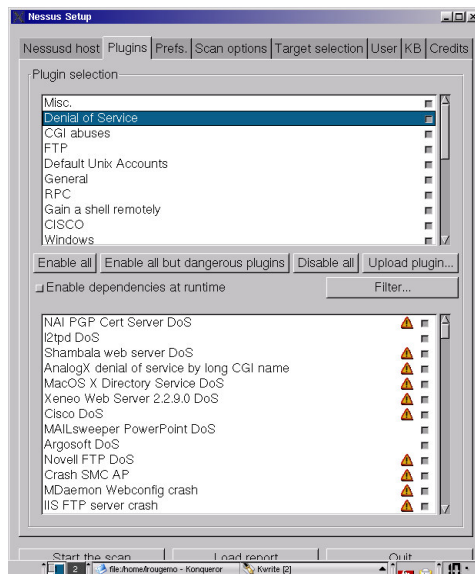 Nessus Setup
Nessusd host Plugins Prefs. Scan options Target selection User KB Credits
Plugin selection
Misc.
Denial of Service
CGI abuses
FTP
Default Unix Accounts
General
RPC
Gain a shell remotely
CISCO
Windows
Enable all Enable all but dangerous plugins Disable all Upload plugin...
Enable dependencies at runtime Filter...
NAI PGP Cert Server DoS
l2tpd DoS
Shambala web server DoS
AnalogX denial of service by long CGI name
MacOS X Directory Service DoS
Xeneo Web Server 2.2.9.0 DoS
Cisco DoS
MAILsweeper PowerPoint DoS
Argosoft DoS
Novell FTP DoS
Crash SMC AP
MDaemon Webconfig crash
IIS FTP server crash
Start the scan Load report Quit
2 file:/home/rougemo - Konqueror Kwrite [2]